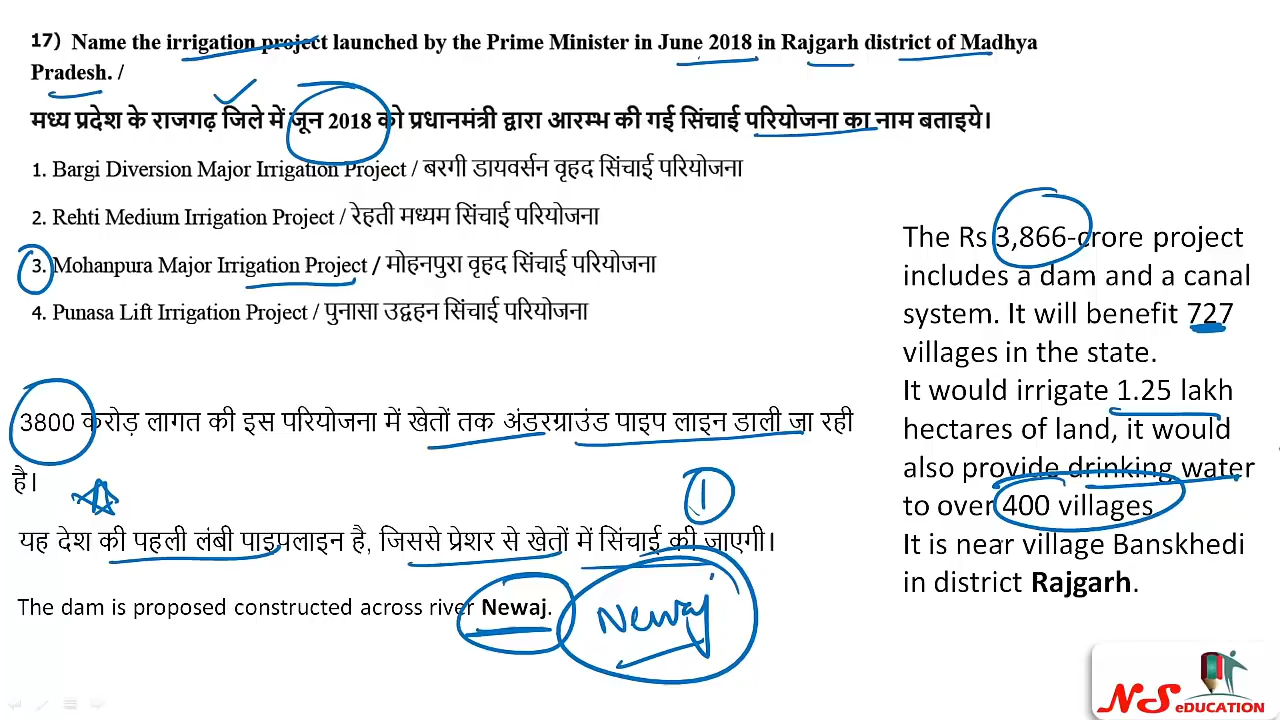 17) Name the irrigation project launched by the Prime Minister in June 2018 in Rajgarh district of Madhya
Pradesh. /
मध्य प्रदेश के राजगढ़ जिले में जून 2018 को प्रधानमंत्री द्वारा आरम्भ की गई सिंचाई परियोजना का नाम बताइये।
1. Bargi Diversion Major Irrigation Project / बरगी डायवर्सन वृहद सिंचाई परियोजना
2. Rehti Medium Irrigation Project / रेहती मध्यम सिंचाई परियोजना
3. Mohanpura Major Irrigation Project / मोहनपुरा वृहद सिंचाई परियोजना
4. Punasa Lift Irrigation Project / पुनासा उद्वहन सिंचाई परियोजना
3800 करोड़ लागत की इस परियोजना में खेतों तक अंडरग्राउंड पाइप लाइन डाली जा रही
है।
1
यह देश की पहली लंबी पाइपलाइन है, जिससे प्रेशर से खेतों में सिंचाई की जाएगी।
The dam is proposed constructed across river Newaj.
Newaj
The Rs 3,866-crore project
includes a dam and a canal
system. It will benefit 727
villages in the state.
It would irrigate 1.25 lakh
hectares of land, it would
also provide drinking water
to over 400 villages.
It is near village Banskhedi
in district Rajgarh.
NS eDUCATION